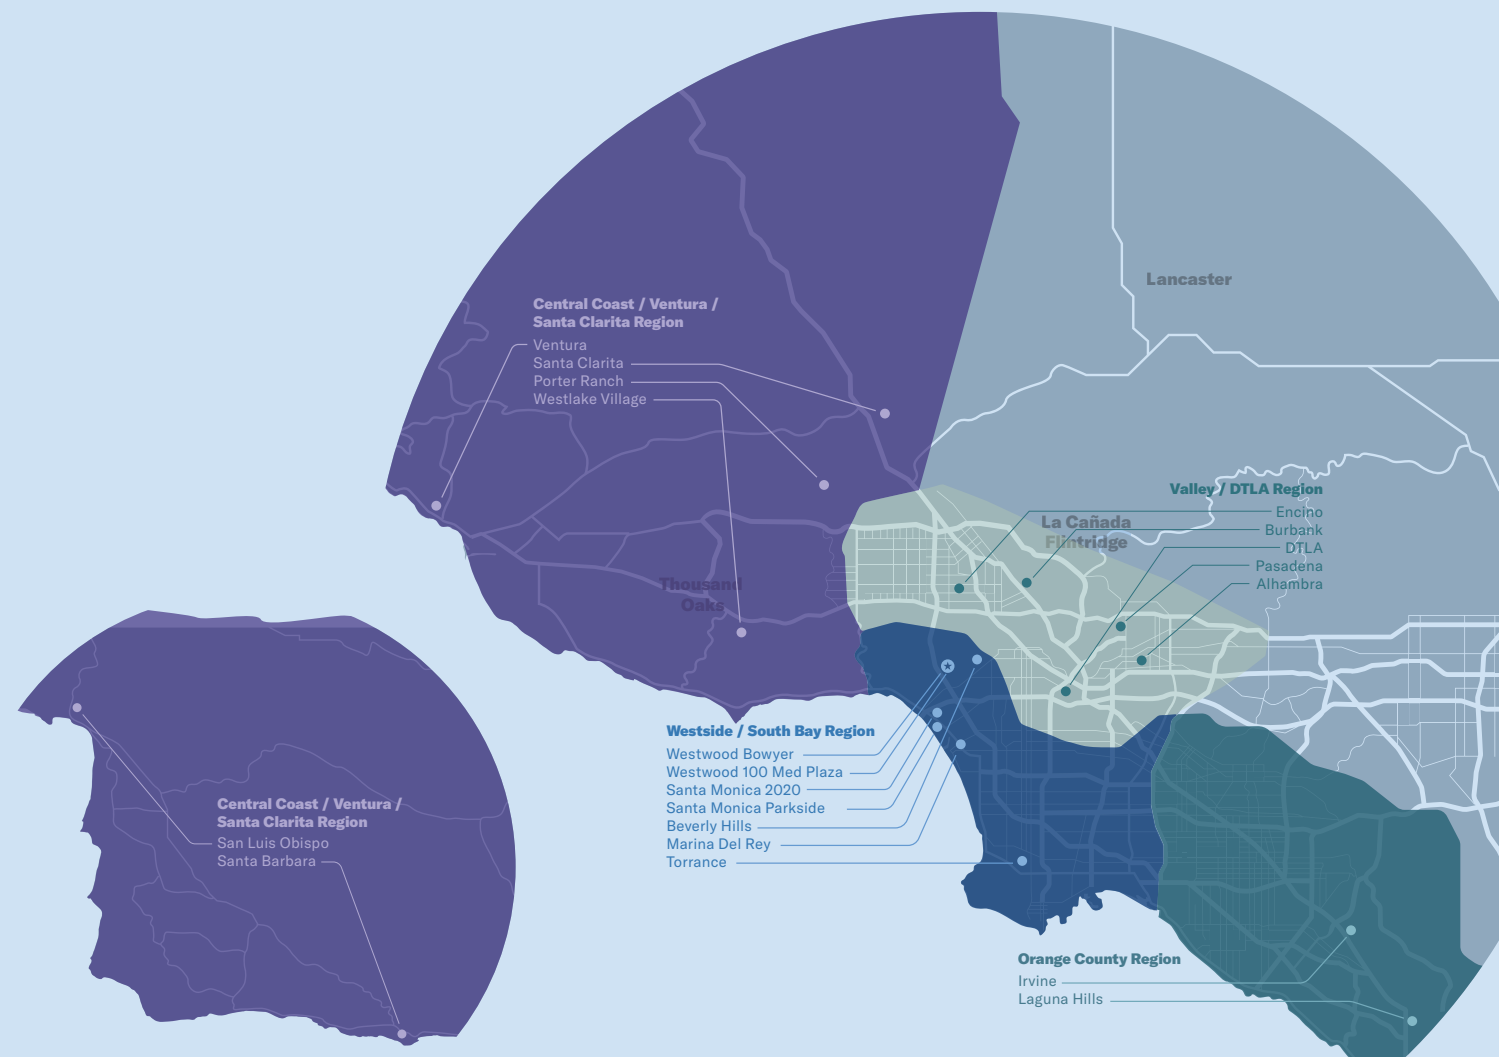 Lancaster
Central Coast / Ventura /
Santa Clarita Region
Ventura
Santa Clarita
Porter Ranch
Westlake Village
Valley / DTLA Region
Encino
Burbank
DTLA
Pasadena
Alhambra
La Cañada
Flintridge
Thousand
Oaks
Westside / South Bay Region
Westwood Bowyer
Westwood 100 Med Plaza
Santa Monica 2020
Santa Monica Parkside
Beverly Hills
Marina Del Rey
Torrance
Central Coast / Ventura /
Santa Clarita Region
San Luis Obispo
Santa Barbara
Orange County Region
Irvine
Laguna Hills